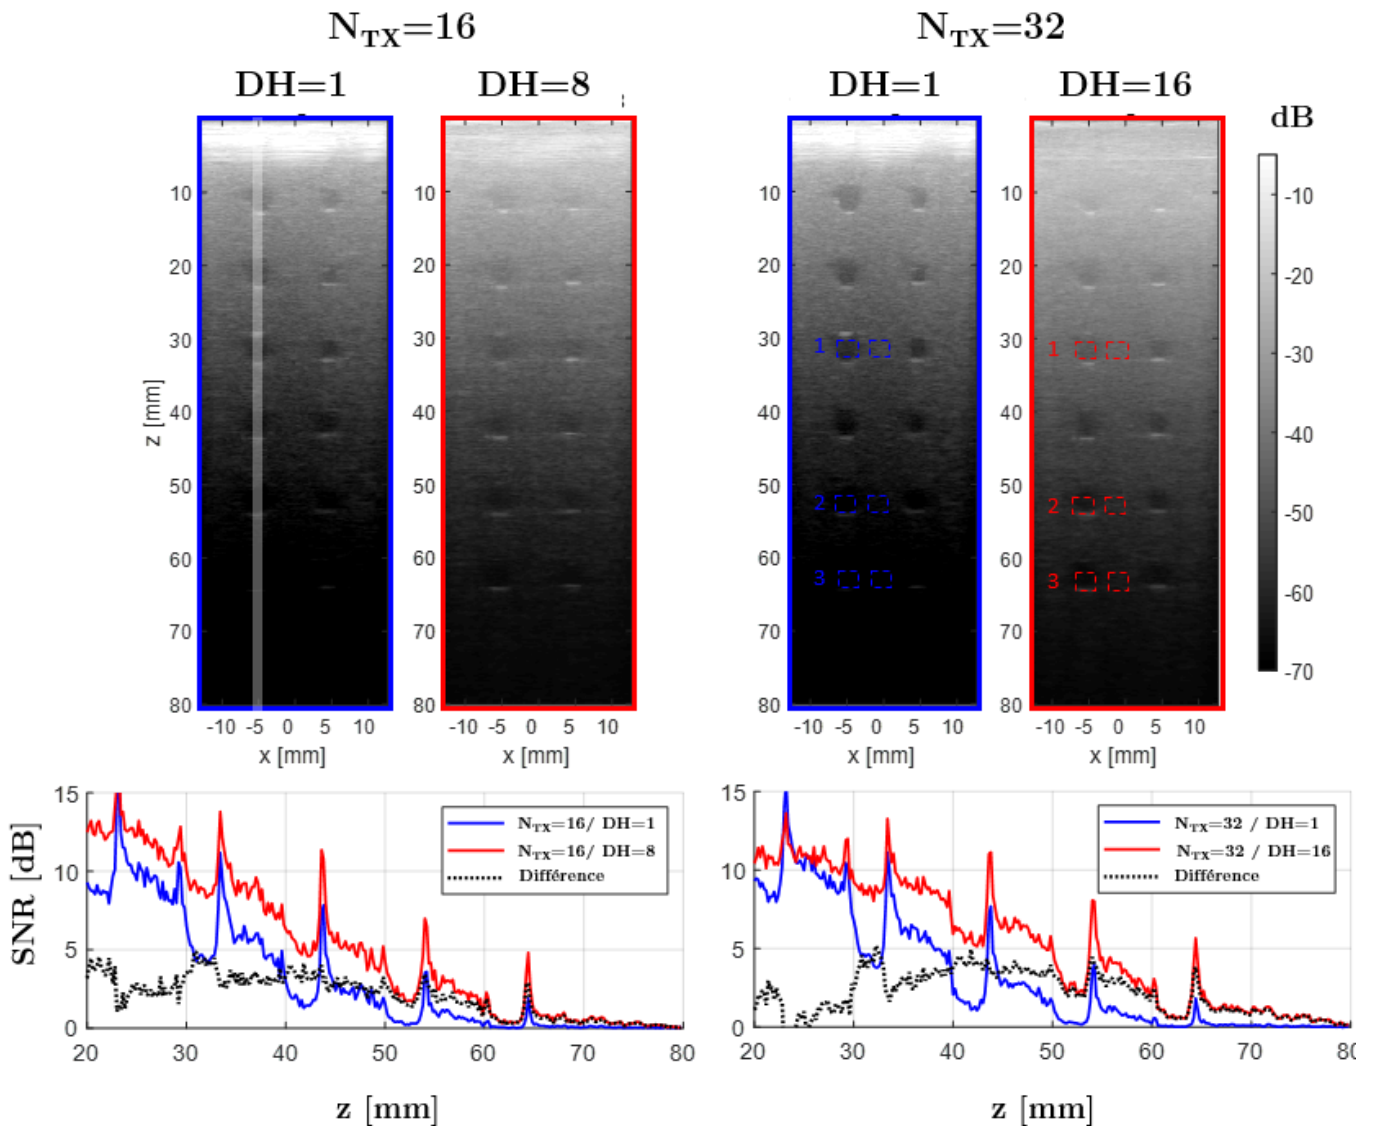 N_TX=16 N_TX=32
DH=1 DH=8 DH=1 DH=16
dB
10 10 10 10 -10
20 20 20 20 -20
30 30 30 30 -30
1 1
40 40 40 40 -40
z [mm]
50 50 50 50 -50
2 2
60 60 60 60 -60
3 3
70 70 70 70 -70
80 80 80 80
-10 -5 0 5 10 -10 -5 0 5 10 -10 -5 0 5 10 -10 -5 0 5 10
x [mm] x [mm] x [mm] x [mm]
15
N_TX=16/ DH=1
N_TX=16/ DH=8
Différence
10
SNR [dB]
5
0
20 30 40 50 60 70 80
z [mm]
15
N_TX=32 / DH=1
N_TX=32 / DH=16
Différence
10
5
0
20 30 40 50 60 70 80
z [mm]